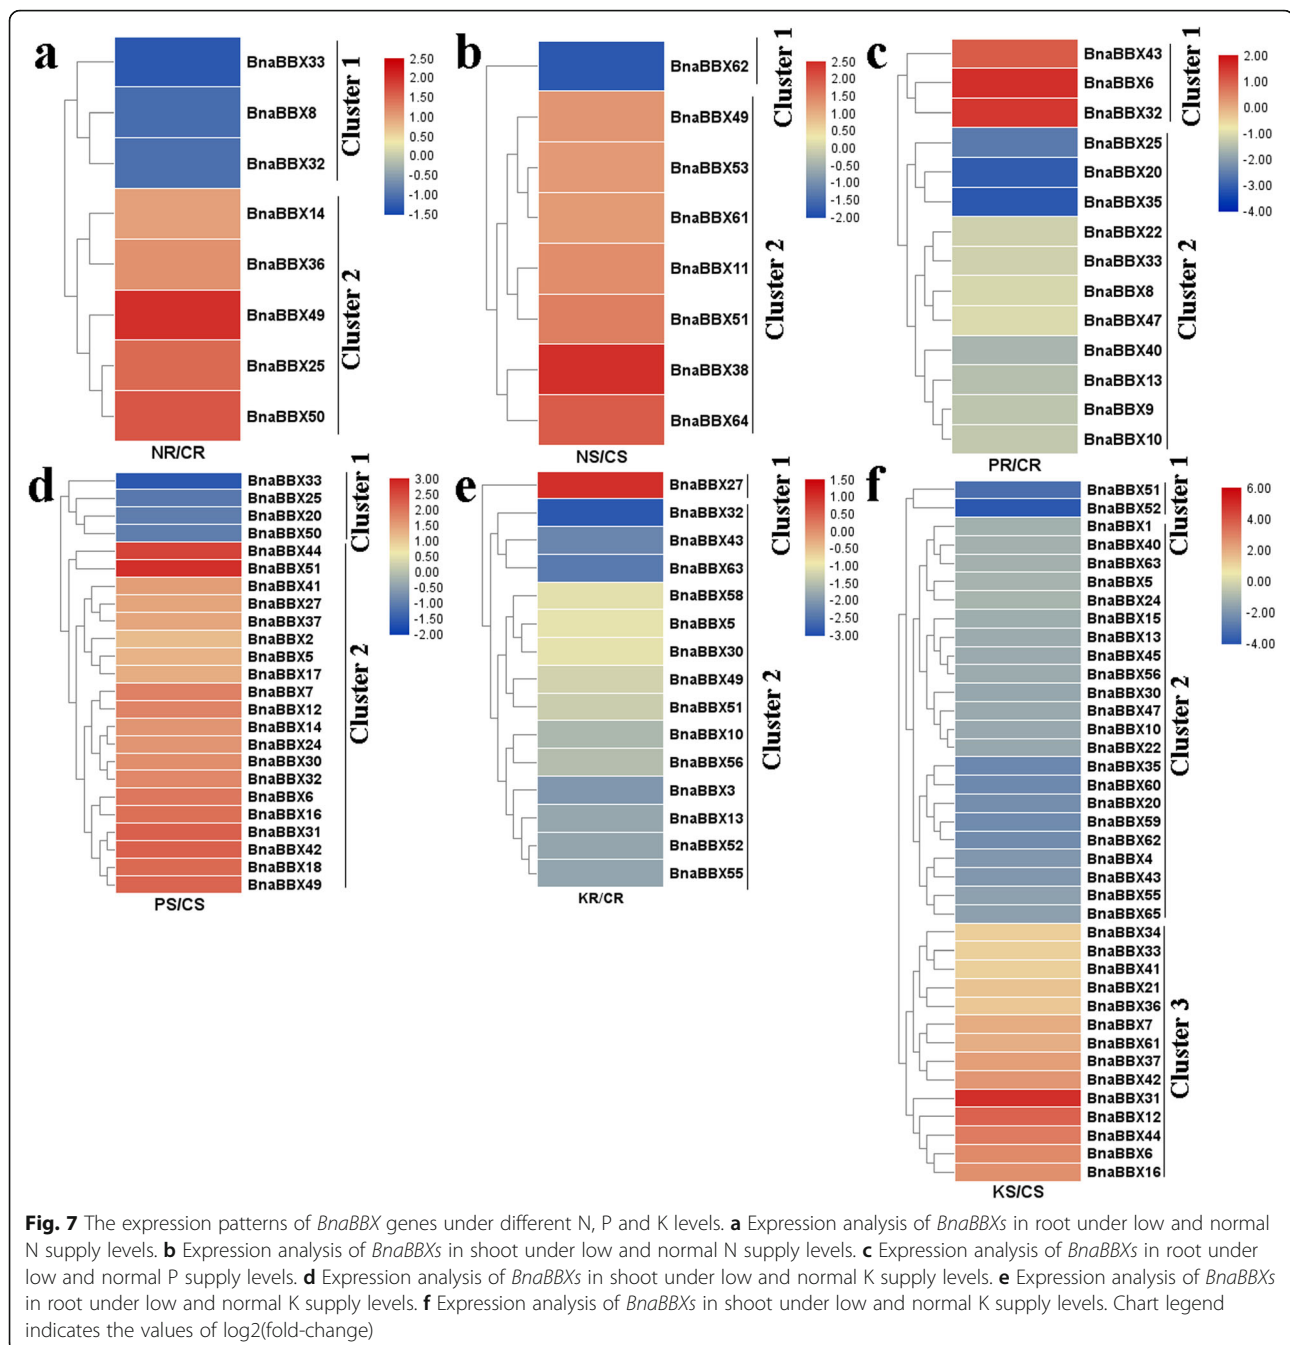 a
BnaBBX33
BnaBBX8
BnaBBX32
BnaBBX14
BnaBBX36
BnaBBX49
BnaBBX25
BnaBBX50
Cluster 1
Cluster 2
2.50
2.00
1.50
1.00
0.50
0.00
-0.50
-1.00
-1.50
NR/CR
b
BnaBBX62
BnaBBX49
BnaBBX53
BnaBBX61
BnaBBX11
BnaBBX51
BnaBBX38
BnaBBX64
Cluster 1
Cluster 2
2.50
2.00
1.50
1.00
0.50
0.00
-0.50
-1.00
-1.50
-2.00
NS/CS
c
BnaBBX43
BnaBBX6
BnaBBX32
BnaBBX25
BnaBBX20
BnaBBX35
BnaBBX22
BnaBBX33
BnaBBX8
BnaBBX47
BnaBBX40
BnaBBX13
BnaBBX9
BnaBBX10
Cluster 1
Cluster 2
2.00
1.00
0.00
-1.00
-2.00
-3.00
-4.00
PR/CR
d
BnaBBX33
BnaBBX25
BnaBBX20
BnaBBX50
BnaBBX44
BnaBBX51
BnaBBX41
BnaBBX27
BnaBBX37
BnaBBX2
BnaBBX5
BnaBBX17
BnaBBX7
BnaBBX12
BnaBBX14
BnaBBX24
BnaBBX30
BnaBBX32
BnaBBX6
BnaBBX16
BnaBBX31
BnaBBX42
BnaBBX18
BnaBBX49
Cluster 1
Cluster 2
3.00
2.50
2.00
1.50
1.00
0.50
0.00
-0.50
-1.00
-1.50
-2.00
PS/CS
e
BnaBBX27
BnaBBX32
BnaBBX43
BnaBBX63
BnaBBX58
BnaBBX5
BnaBBX30
BnaBBX49
BnaBBX51
BnaBBX10
BnaBBX56
BnaBBX3
BnaBBX13
BnaBBX52
BnaBBX55
Cluster 1
Cluster 2
1.50
1.00
0.50
0.00
-0.50
-1.00
-1.50
-2.00
-2.50
-3.00
KR/CR
f
BnaBBX51
BnaBBX52
BnaBBX1
BnaBBX40
BnaBBX63
BnaBBX5
BnaBBX24
BnaBBX15
BnaBBX13
BnaBBX45
BnaBBX56
BnaBBX30
BnaBBX47
BnaBBX10
BnaBBX22
BnaBBX35
BnaBBX60
BnaBBX20
BnaBBX59
BnaBBX62
BnaBBX4
BnaBBX43
BnaBBX55
BnaBBX65
BnaBBX34
BnaBBX33
BnaBBX41
BnaBBX21
BnaBBX36
BnaBBX7
BnaBBX61
BnaBBX37
BnaBBX42
BnaBBX31
BnaBBX12
BnaBBX44
BnaBBX6
BnaBBX16
Cluster 1
Cluster 2
Cluster 3
6.00
4.00
2.00
0.00
-2.00
-4.00
KS/CS
Fig. 7 The expression patterns of BnaBBX genes under different N, P and K levels. a Expression analysis of BnaBBXs in root under low and normal
N supply levels. b Expression analysis of BnaBBXs in shoot under low and normal N supply levels. c Expression analysis of BnaBBXs in root under
low and normal P supply levels. d Expression analysis of BnaBBXs in shoot under low and normal K supply levels. e Expression analysis of BnaBBXs
in root under low and normal K supply levels. f Expression analysis of BnaBBXs in shoot under low and normal K supply levels. Chart legend
indicates the values of log2(fold-change)